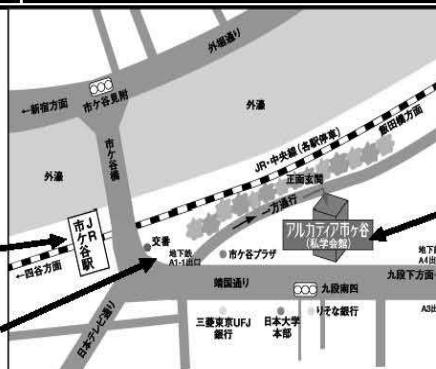 外堀通り
←新宿方面
市ケ谷見附
外濠
市ケ谷橋
外濠
JR・中央線(各駅停車)
飯田橋方面
正面玄関
一方通行
JR
市ケ谷駅
交番
地下鉄
A1-1出口
市ケ谷プラザ
アルカディア市ヶ谷
(私学会館)
←四谷方面
靖国通り
九段下方面
九段南四
日本テレビ通り
三菱東京UFJ
銀行
日本大学
本部
りそな銀行
地下
A4出
A3出